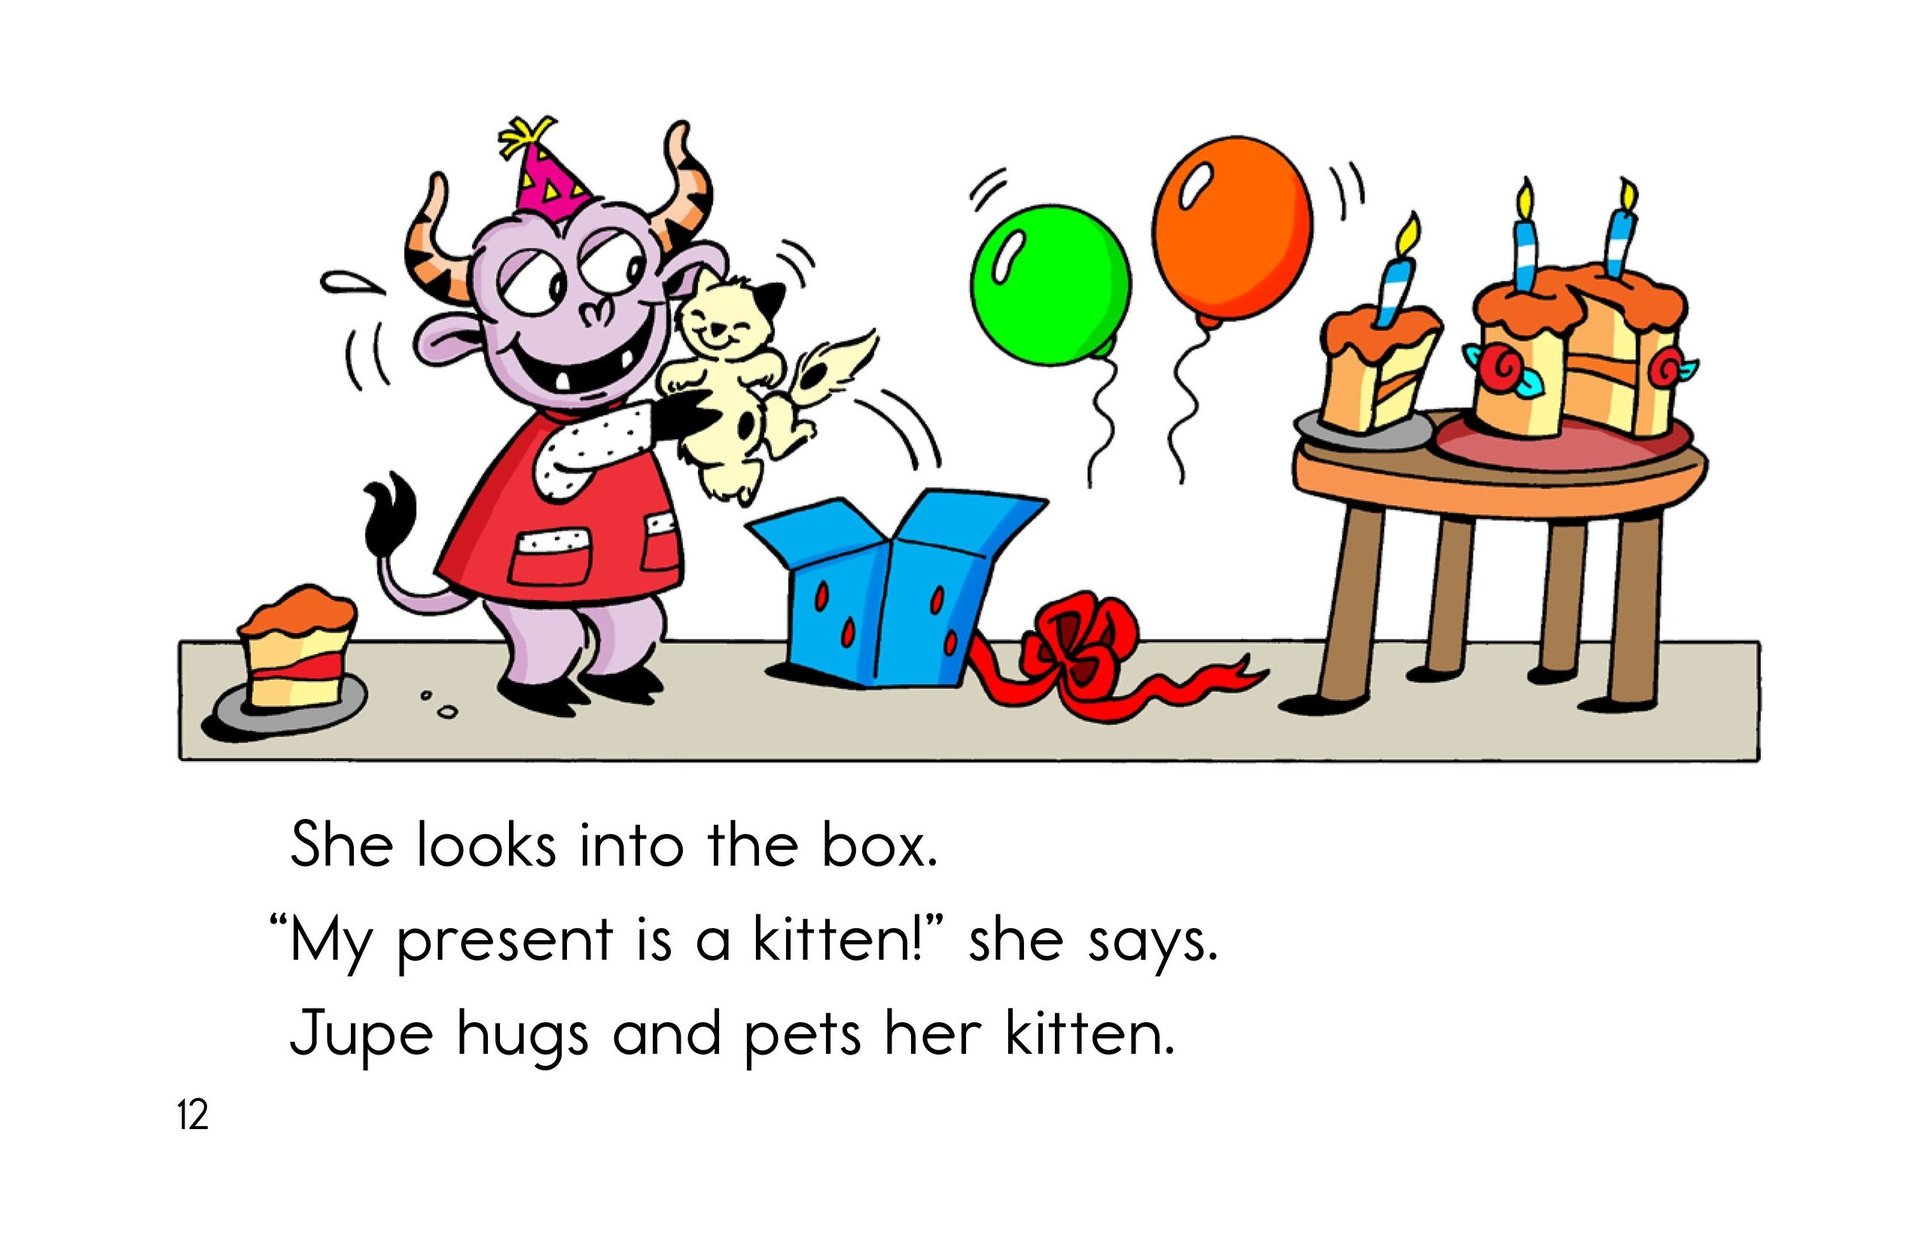 She looks into the box.
“My present is a kitten!” she says.
Jupe hugs and pets her kitten.
12